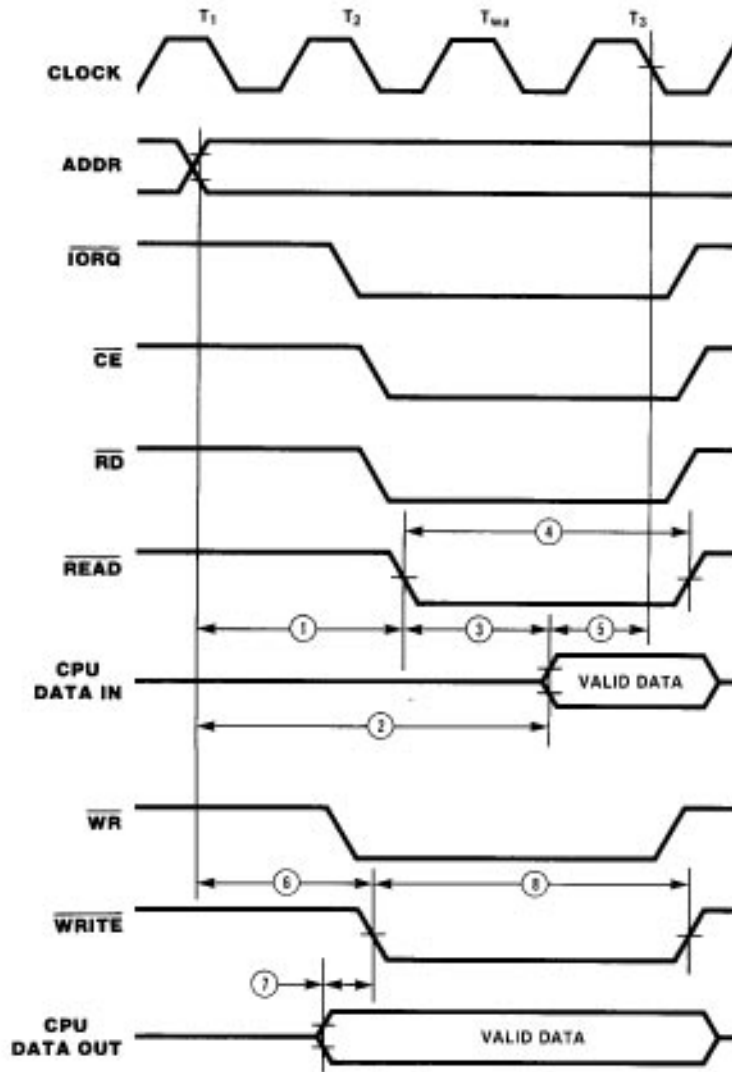 T1 T2 Twa T3
CLOCK
ADDR
IORQ
CE
RD
4
READ
1 3 5
CPU
DATA IN
VALID DATA
2
WR
6 8
WRITE
7
CPU
DATA OUT
VALID DATA